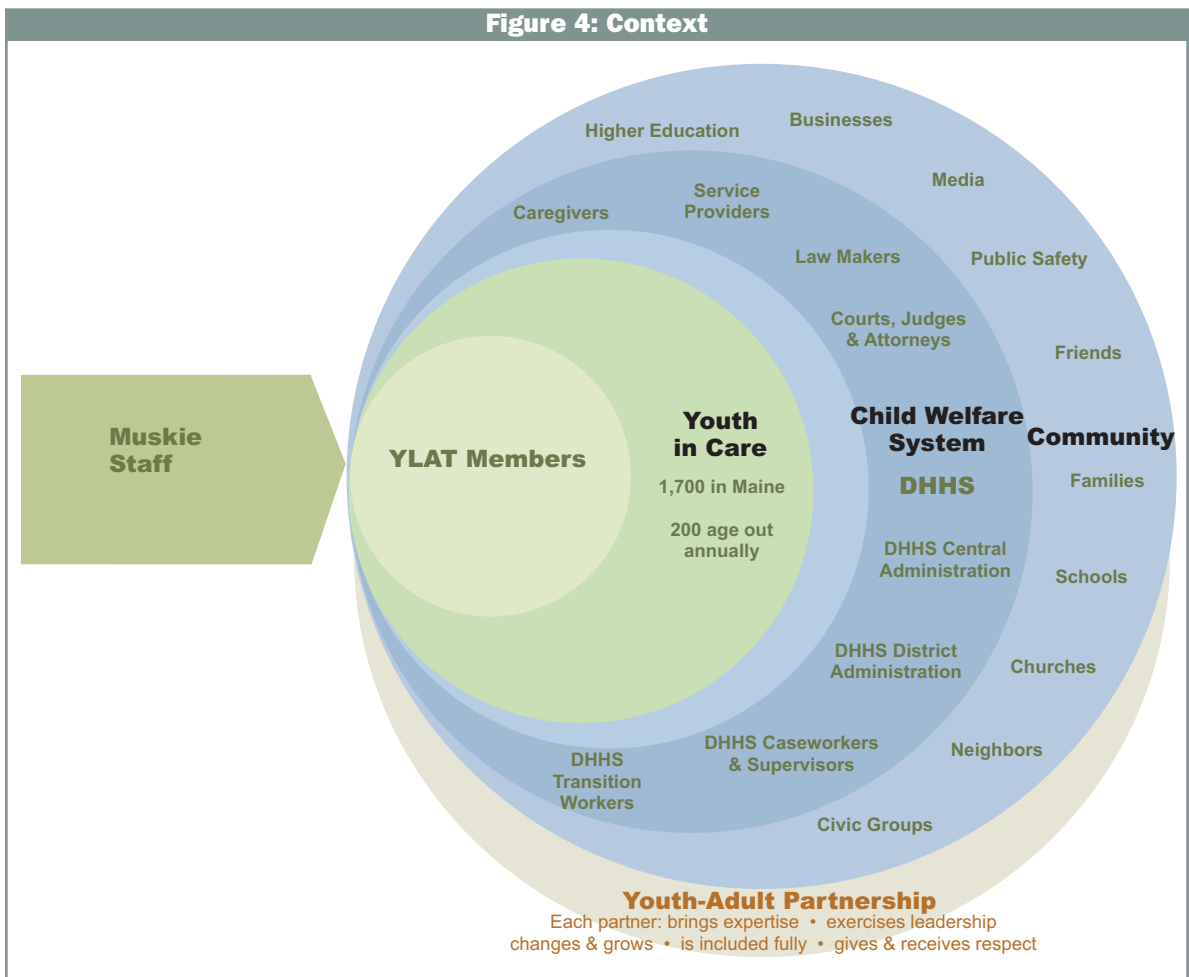 Figure 4: Context
Higher Education
Businesses
Media
Caregivers
Service
Providers
Law Makers
Public Safety
Courts, Judges
& Attorneys
Friends
Muskie
Staff
YLAT Members
Youth
in Care
1,700 in Maine
200 age out
annually
Child Welfare
System
DHHS
Community
Families
DHHS Central
Administration
Schools
DHHS District
Administration
Churches
DHHS Caseworkers
& Supervisors
Neighbors
DHHS
Transition
Workers
Civic Groups
Youth-Adult Partnership
Each partner: brings expertise • exercises leadership
changes & grows • is included fully • gives & receives respect